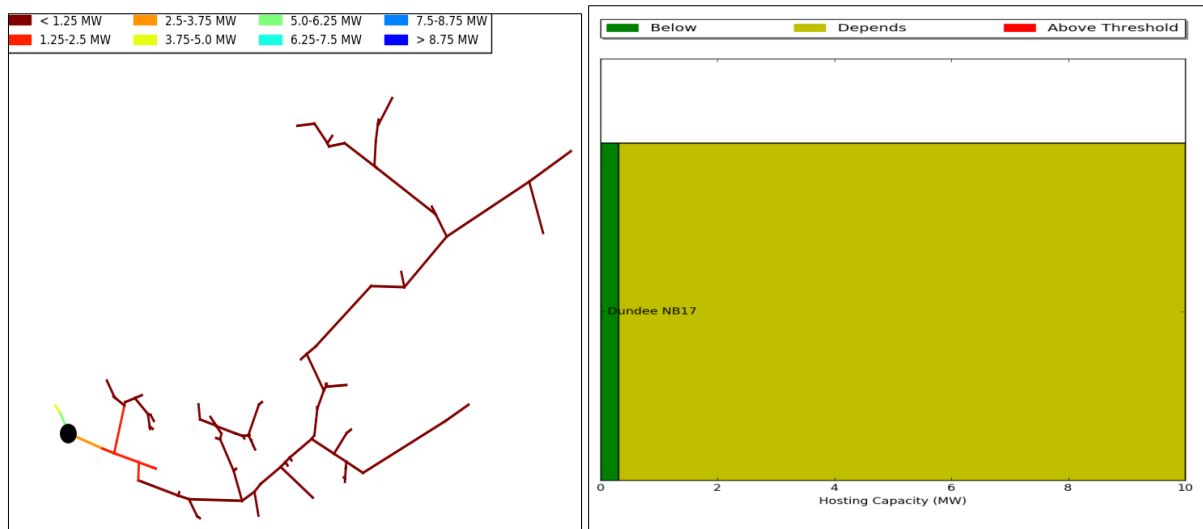 < 1.25 MW 2.5-3.75 MW 5.0-6.25 MW 7.5-8.75 MW
1.25-2.5 MW 3.75-5.0 MW 6.25-7.5 MW > 8.75 MW
Below Depends Above Threshold
Dundee NB17
0 2 4 6 8 10
Hosting Capacity (MW)